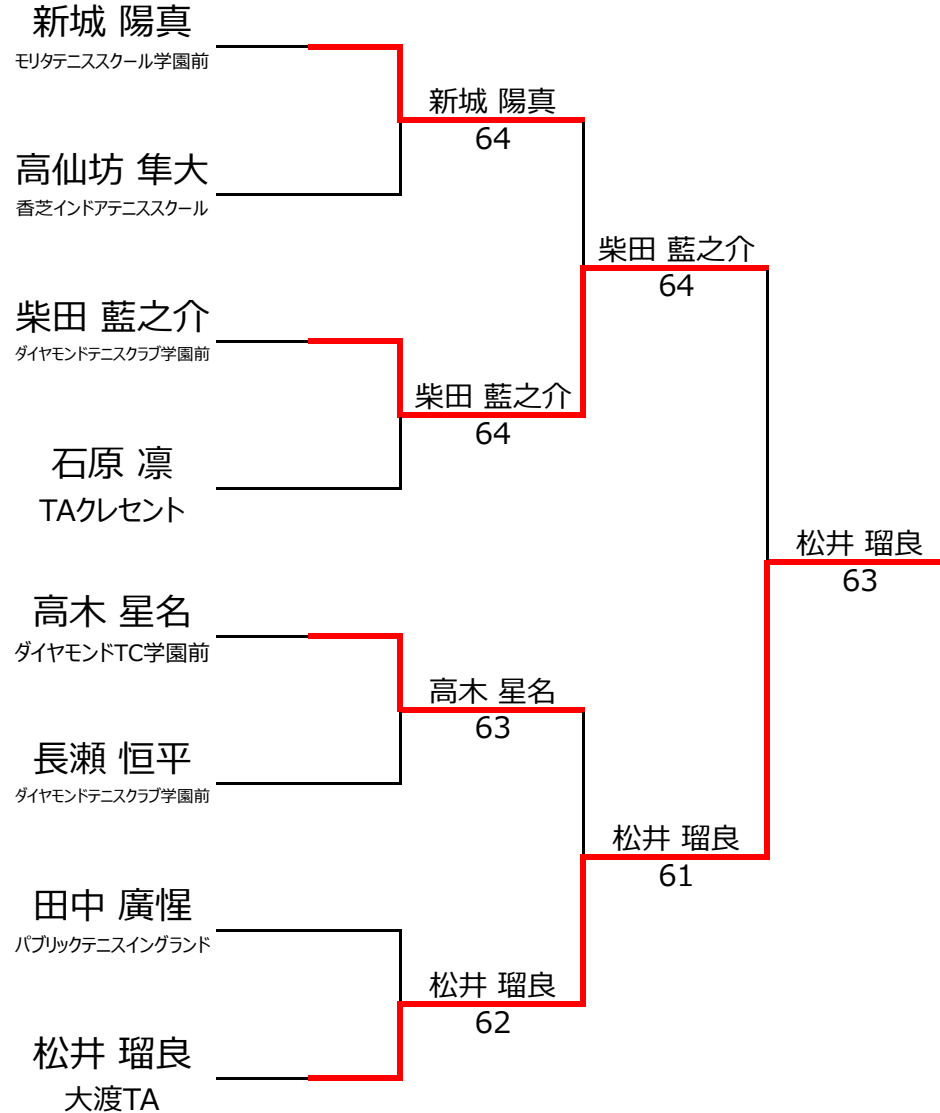 新城 陽真
モリタテニススクール学園前
新城 陽真
64
高仙坊 隼大
香芝インドアテニススクール
柴田 藍之介
64
柴田 藍之介
ダイヤモンドテニスクラブ学園前
柴田 藍之介
64
石原 凛
TAクレセント
松井 瑠良
63
高木 星名
ダイヤモンドTC学園前
高木 星名
63
長瀬 恒平
ダイヤモンドテニスクラブ学園前
松井 瑠良
61
田中 廣惺
パブリックテニスイングランド
松井 瑠良
62
松井 瑠良
大渡TA